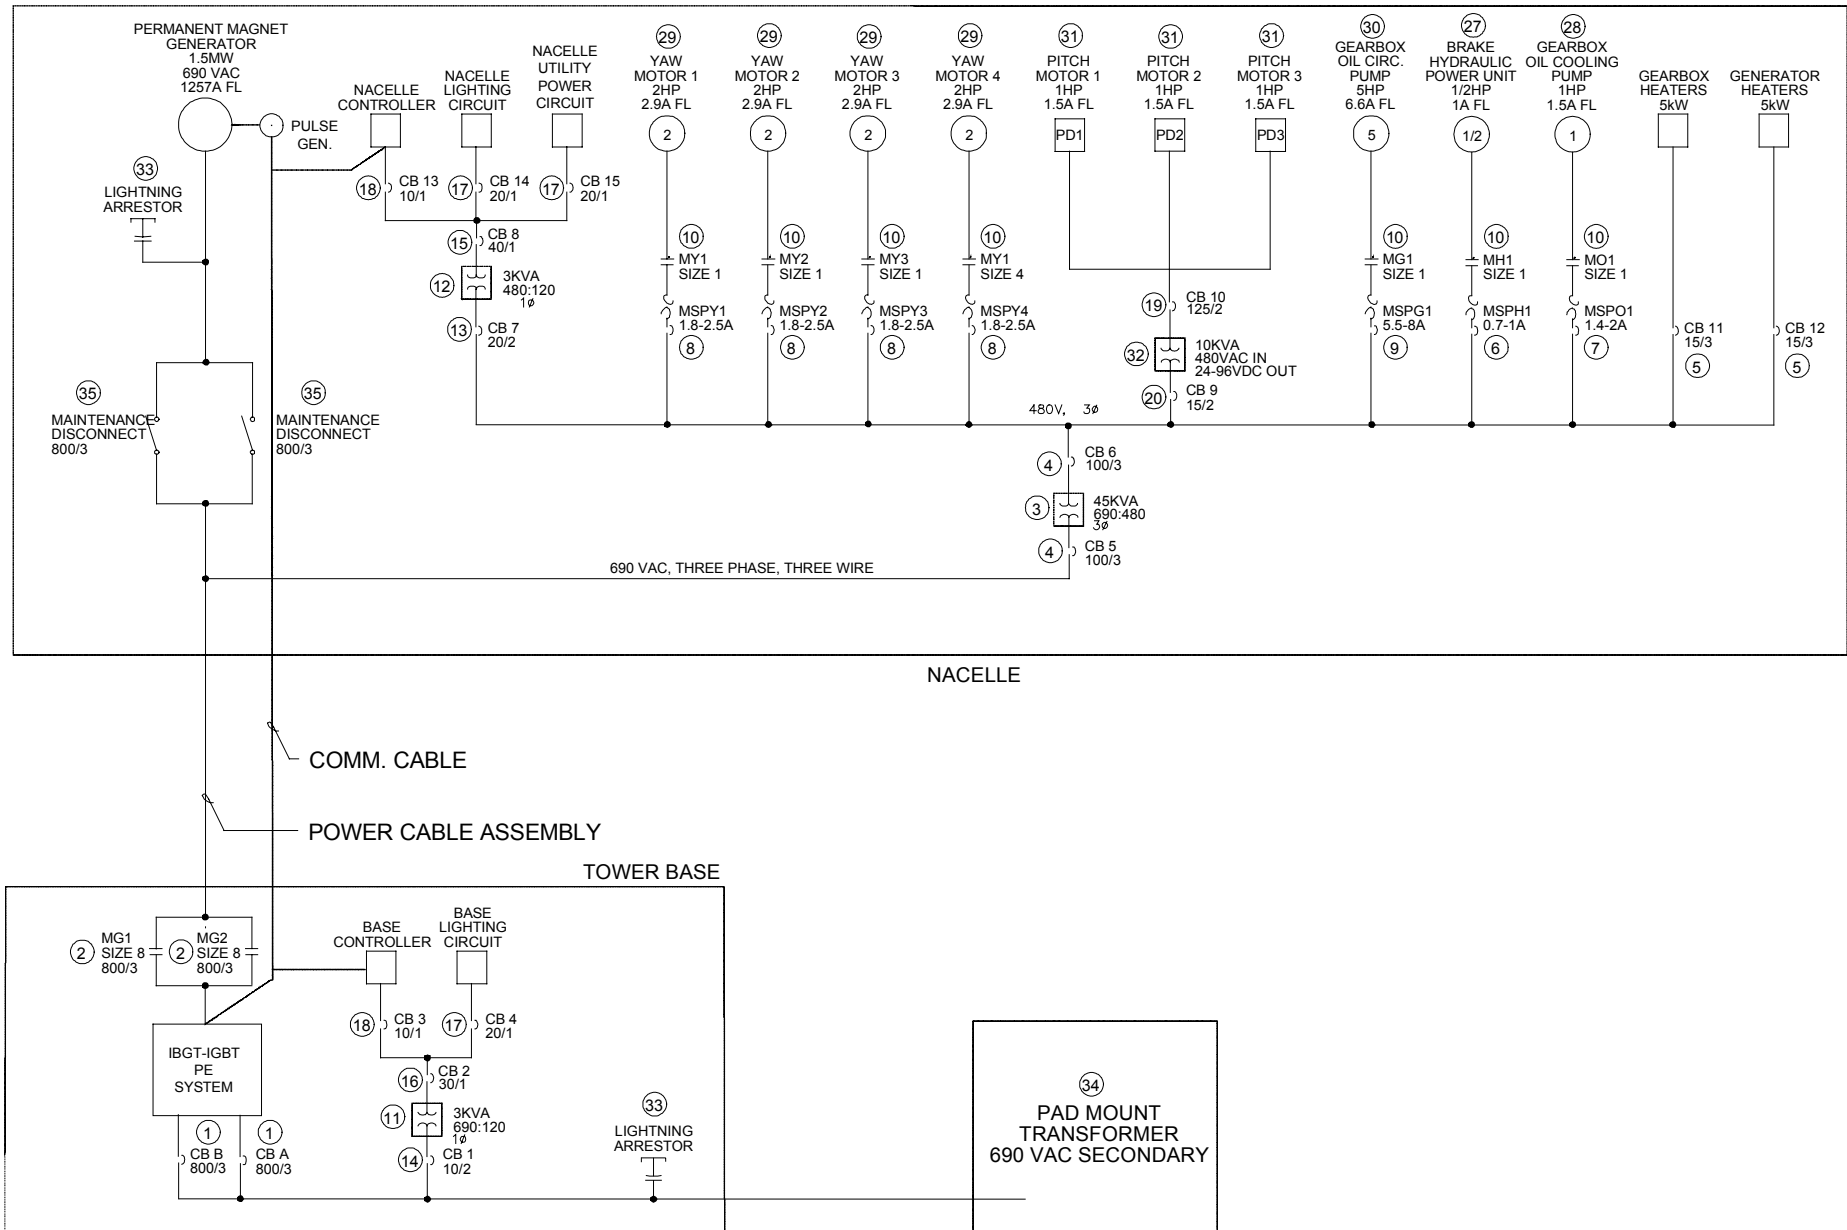 PERMANENT MAGNET
GENERATOR
1.5MW
690 VAC
1257A FL
PULSE
GEN.
33
LIGHTNING
ARRESTOR
35
MAINTENANCE
DISCONNECT
800/3
35
MAINTENANCE
DISCONNECT
800/3
NACELLE
CONTROLLER
NACELLE
LIGHTING
CIRCUIT
NACELLE
UTILITY
POWER
CIRCUIT
18
CB 13
10/1
17
CB 14
20/1
17
CB 15
20/1
15
CB 8
40/1
12
3KVA
480:120
1ø
13
CB 7
20/2
29
YAW
MOTOR 1
2HP
2.9A FL
2
10
MY1
SIZE 1
MSPY1
1.8-2.5A
8
29
YAW
MOTOR 2
2HP
2.9A FL
2
10
MY2
SIZE 1
MSPY2
1.8-2.5A
8
29
YAW
MOTOR 3
2HP
2.9A FL
2
10
MY3
SIZE 1
MSPY3
1.8-2.5A
8
29
YAW
MOTOR 4
2HP
2.9A FL
2
10
MY1
SIZE 4
MSPY4
1.8-2.5A
8
31
PITCH
MOTOR 1
1HP
1.5A FL
PD1
31
PITCH
MOTOR 2
1HP
1.5A FL
PD2
31
PITCH
MOTOR 3
1HP
1.5A FL
PD3
19
CB 10
125/2
32
10KVA
480VAC IN
24-96VDC OUT
20
CB 9
15/2
30
GEARBOX
OIL CIRC.
PUMP
5HP
6.6A FL
5
10
MG1
SIZE 1
MSPG1
5.5-8A
9
27
BRAKE
HYDRAULIC
POWER UNIT
1/2HP
1A FL
1/2
10
MH1
SIZE 1
MSPH1
0.7-1A
6
28
GEARBOX
OIL COOLING
PUMP
1HP
1.5A FL
1
10
MO1
SIZE 1
MSPO1
1.4-2A
7
GEARBOX
HEATERS
5kW
CB 11
15/3
5
GENERATOR
HEATERS
5kW
CB 12
15/3
5
480V, 3ø
4
CB 6
100/3
3
45KVA
690:480
3ø
4
CB 5
100/3
690 VAC, THREE PHASE, THREE WIRE
NACELLE
COMM. CABLE
POWER CABLE ASSEMBLY
TOWER BASE
2
MG1
SIZE 8
800/3
2
MG2
SIZE 8
800/3
IBGT-IGBT
PE
SYSTEM
1
CB B
800/3
1
CB A
800/3
BASE
CONTROLLER
BASE
LIGHTING
CIRCUIT
18
CB 3
10/1
17
CB 4
20/1
16
CB 2
30/1
11
3KVA
690:120
1ø
14
CB 1
10/2
33
LIGHTNING
ARRESTOR
34
PAD MOUNT
TRANSFORMER
690 VAC SECONDARY